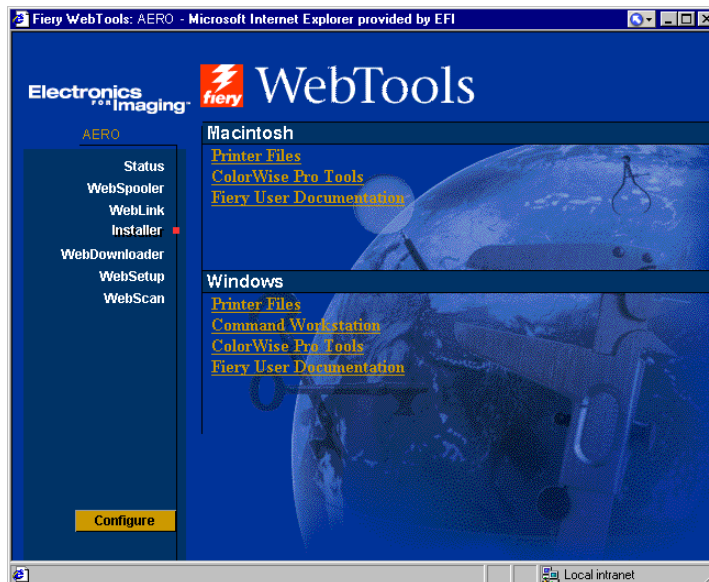 Fiery WebTools: AERO - Microsoft Internet Explorer provided by EFI
Electronics
FOR Imaging™
fiery
WebTools
AERO
Status
WebSpooler
WebLink
Installer
WebDownloader
WebSetup
WebScan
Configure
Macintosh
Printer Files
ColorWise Pro Tools
Fiery User Documentation
Windows
Printer Files
Command Workstation
ColorWise Pro Tools
Fiery User Documentation
Local intranet